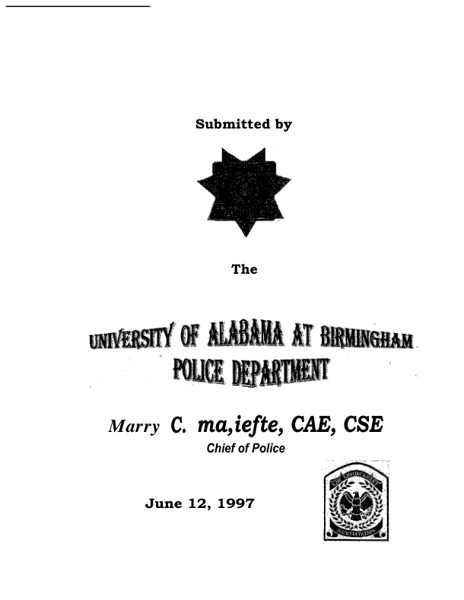 Submitted by
The
UNIVERSITY OF ALABAMA AT BIRMINGHAM
POLICE DEPARTMENT
Marry C. ma,iefte, CAE, CSE
Chief of Police
June 12, 1997